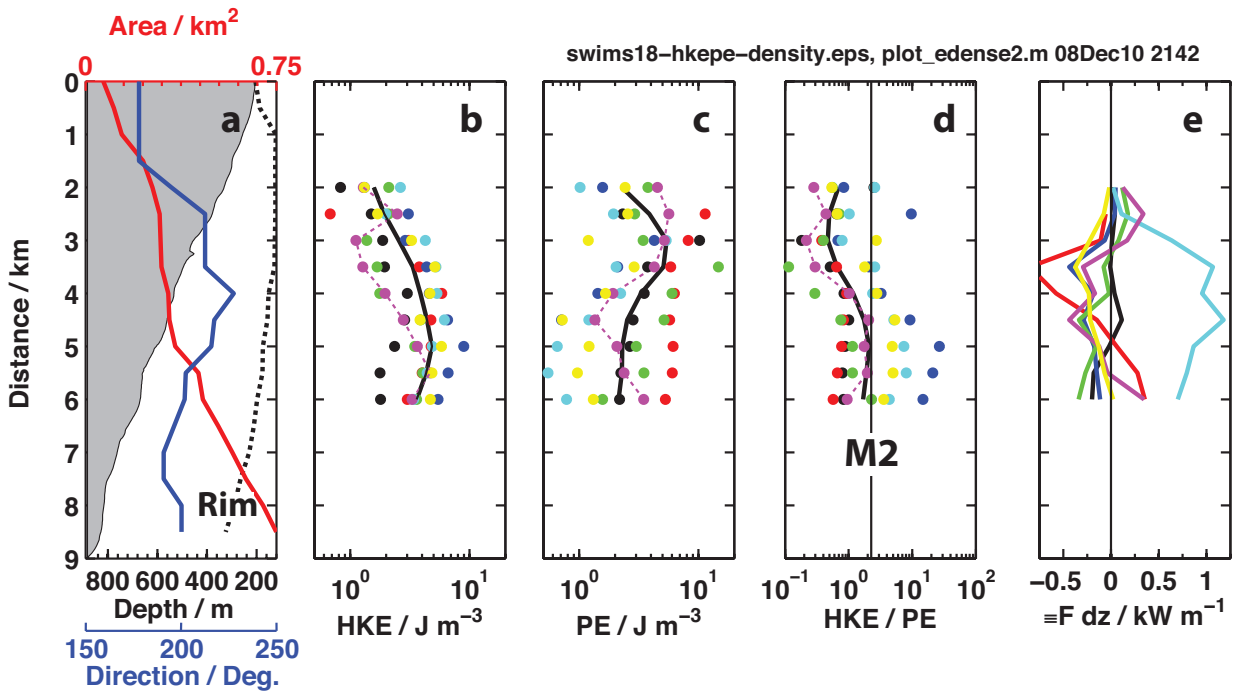 Area / km2
swims18-hkepe-density.eps, plot_edense2.m 08Dec10 2142
0 0.75
a b c d e
0
1
2
3
4
5
6
7
8
9
Distance / km
Rim
M2
800 600 400 200
Depth / m
150 200 250
Direction / Deg.
10^0 10^1
HKE / J m^−3
10^0 10^1
PE / J m^−3
10^−1 10^0 10^1 10^2
HKE / PE
−0.5 0 0.5 1
≡F dz / kW m^−1